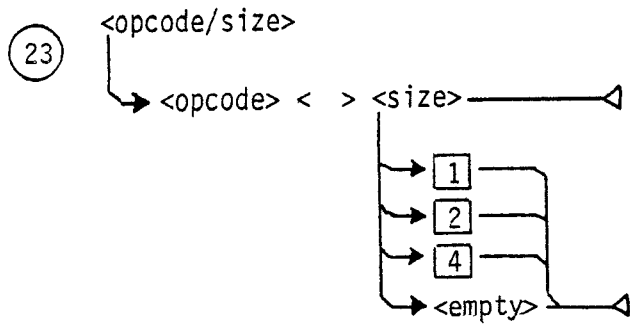 <opcode/size>
23
<opcode> < > <size>
1
2
4
<empty>